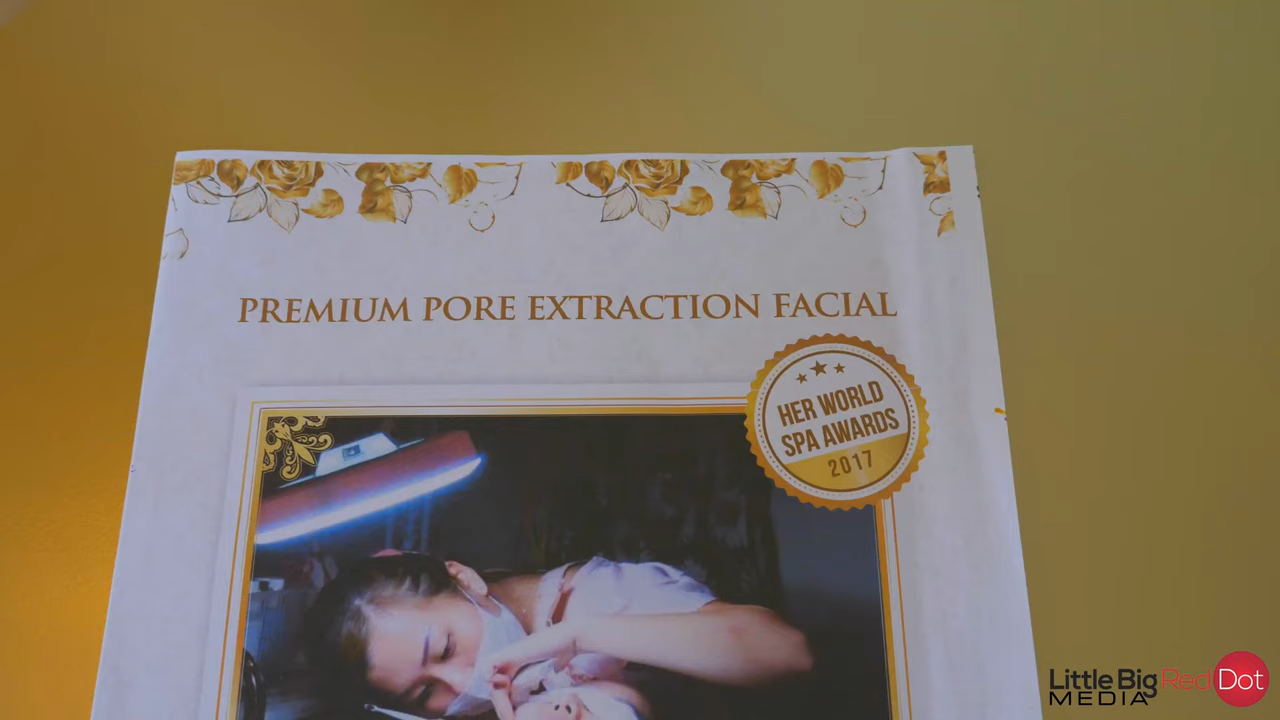 PREMIUM PORE EXTRACTION FACIAL
HER WORLD
SPA AWARDS
2017
Little Big Red Dot
MEDIA